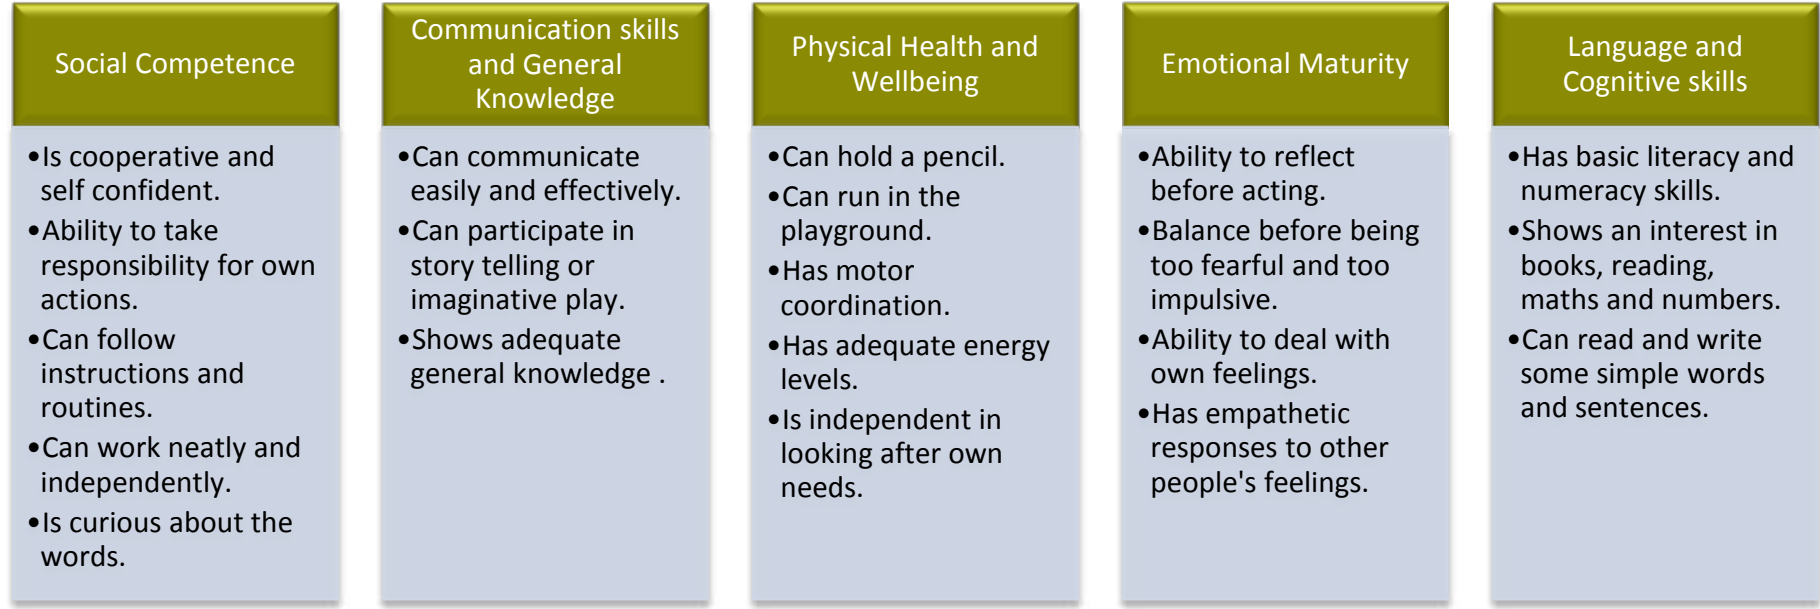 Social Competence
•Is cooperative and
self confident.
•Ability to take
responsibility for own
actions.
•Can follow
instructions and
routines.
•Can work neatly and
independently.
•Is curious about the
words.
Communication skills
and General
Knowledge
•Can communicate
easily and effectively.
•Can participate in
story telling or
imaginative play.
•Shows adequate
general knowledge .
Physical Health and
Wellbeing
•Can hold a pencil.
•Can run in the
playground.
•Has motor
coordination.
•Has adequate energy
levels.
•Is independent in
looking after own
needs.
Emotional Maturity
•Ability to reflect
before acting.
•Balance before being
too fearful and too
impulsive.
•Ability to deal with
own feelings.
•Has empathetic
responses to other
people's feelings.
Language and
Cognitive skills
•Has basic literacy and
numeracy skills.
•Shows an interest in
books, reading,
maths and numbers.
•Can read and write
some simple words
and sentences.